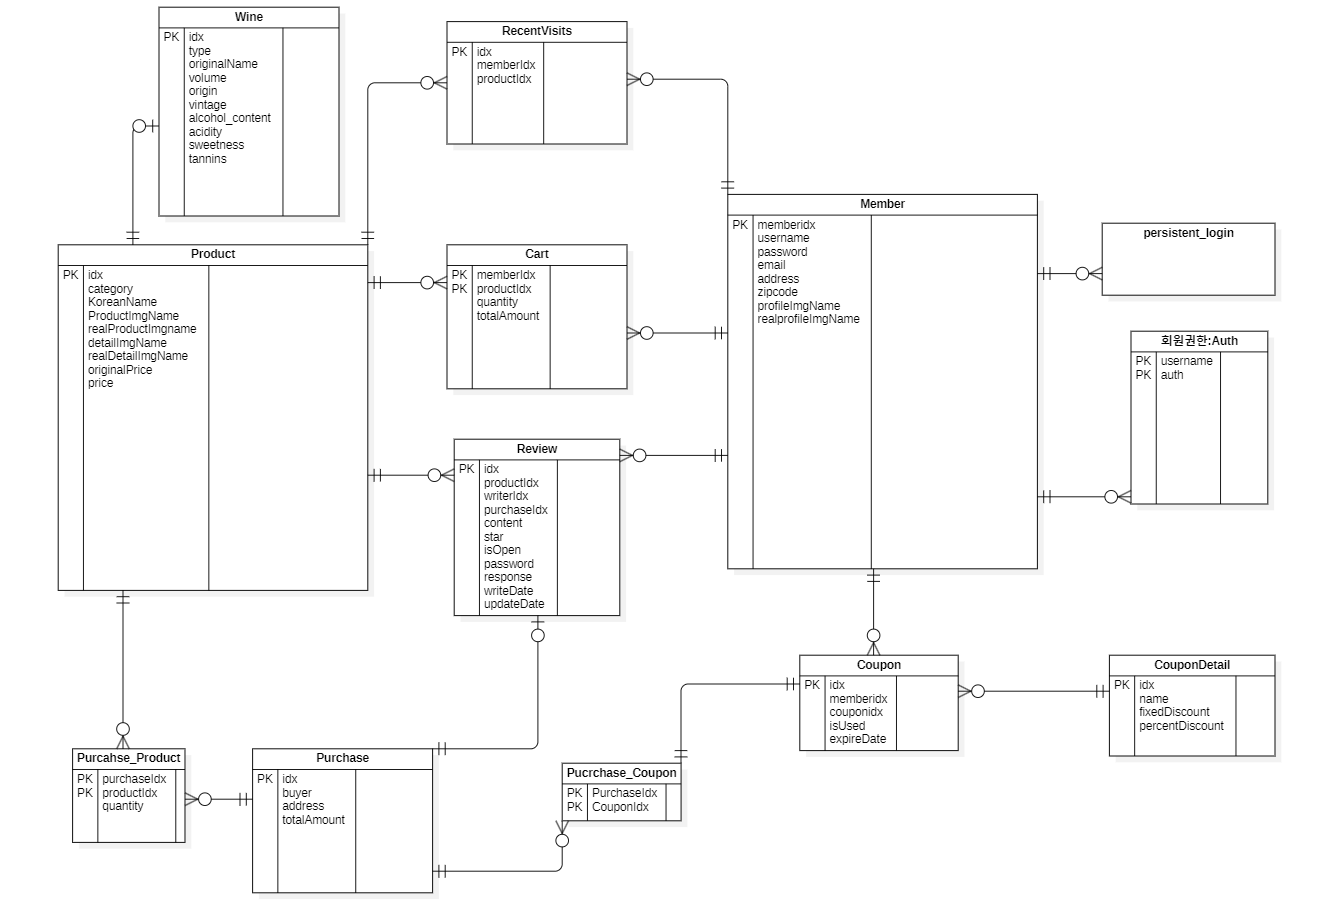 Wine
PK idx
type
originalName
volume
origin
vintage
alcohol_content
acidity
sweetness
tannins
RecentVisits
PK idx
memberIdx
productIdx
Product
PK idx
category
KoreanName
ProductImgName
realProductImgname
detailImgName
realDetailImgName
originalPrice
price
Cart
PK memberIdx
PK productIdx
quantity
totalAmount
Member
PK memberidx
username
password
email
address
zipcode
profileImgName
realprofileImgName
persistent_login
회원권한:Auth
PK username
PK auth
Review
PK idx
productIdx
writerIdx
purchaseIdx
content
star
isOpen
password
response
writeDate
updateDate
Coupon
PK idx
memberidx
couponidx
isUsed
expireDate
CouponDetail
PK idx
name
fixedDiscount
percentDiscount
Purcahse_Product
PK purchaseIdx
PK productIdx
quantity
Purchase
PK idx
buyer
address
totalAmount
Pucrchase_Coupon
PK PurchaseIdx
PK CouponIdx